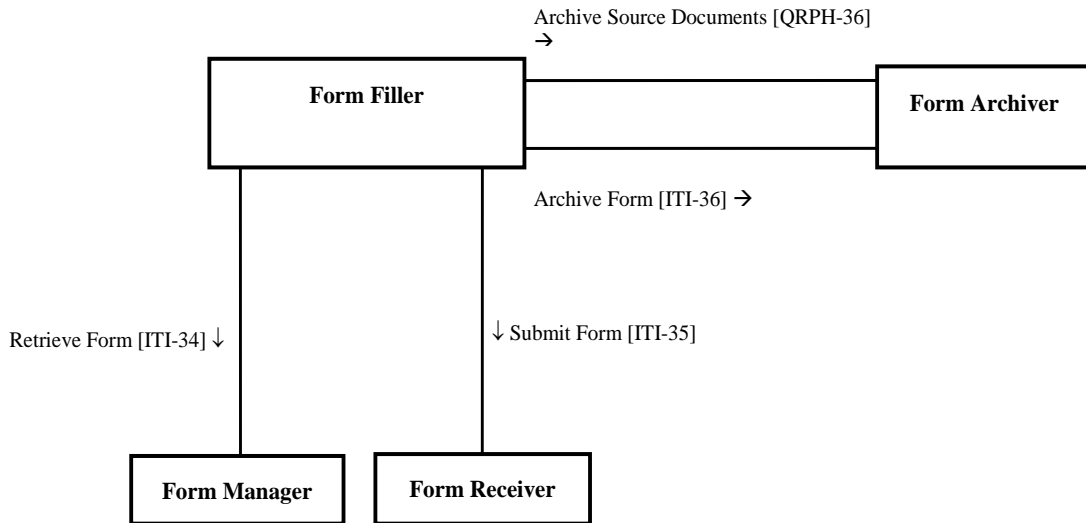 Archive Source Documents [QRPH-36]
→
Form Filler
Form Archiver
Archive Form [ITI-36] →
Retrieve Form [ITI-34] ↓
↓ Submit Form [ITI-35]
Form Manager
Form Receiver